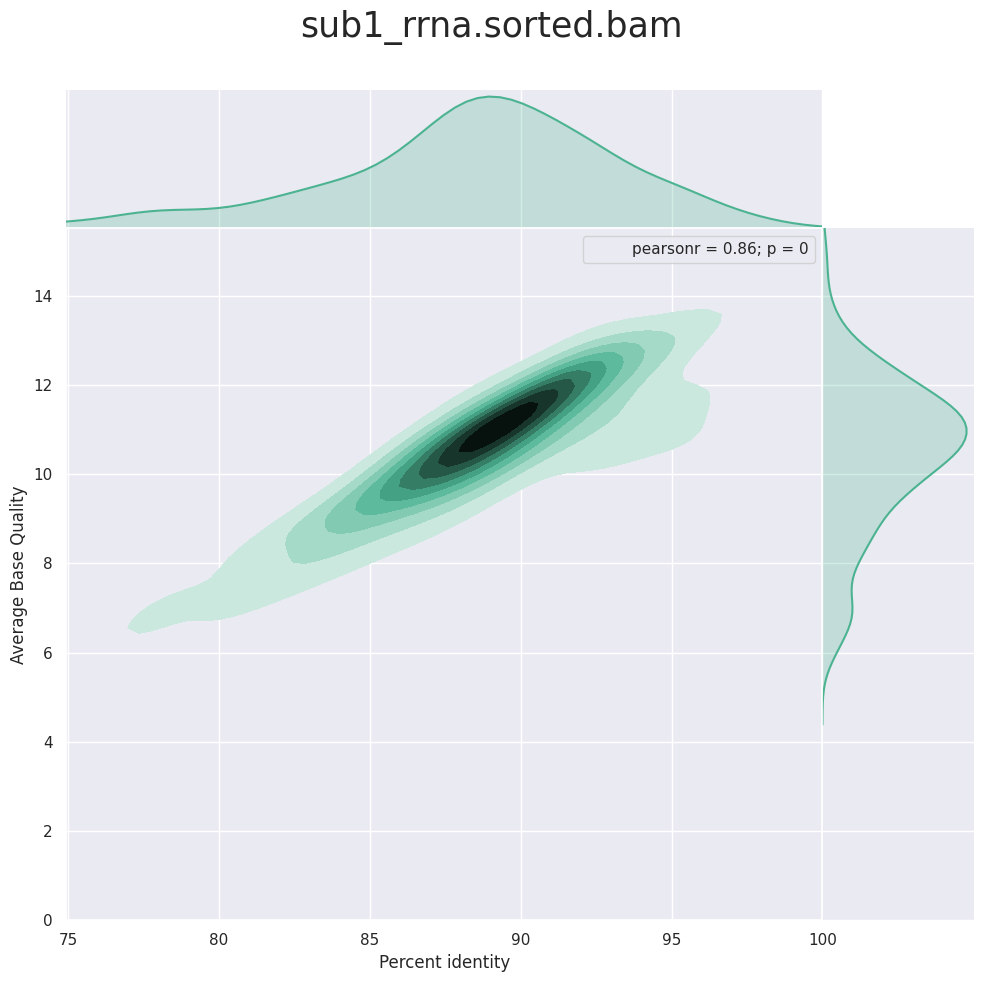 sub1_rrna.sorted.bam
pearsonr = 0.86; p = 0
14
12
10
8
6
4
2
0
Average Base Quality
75 80 85 90 95 100
Percent identity